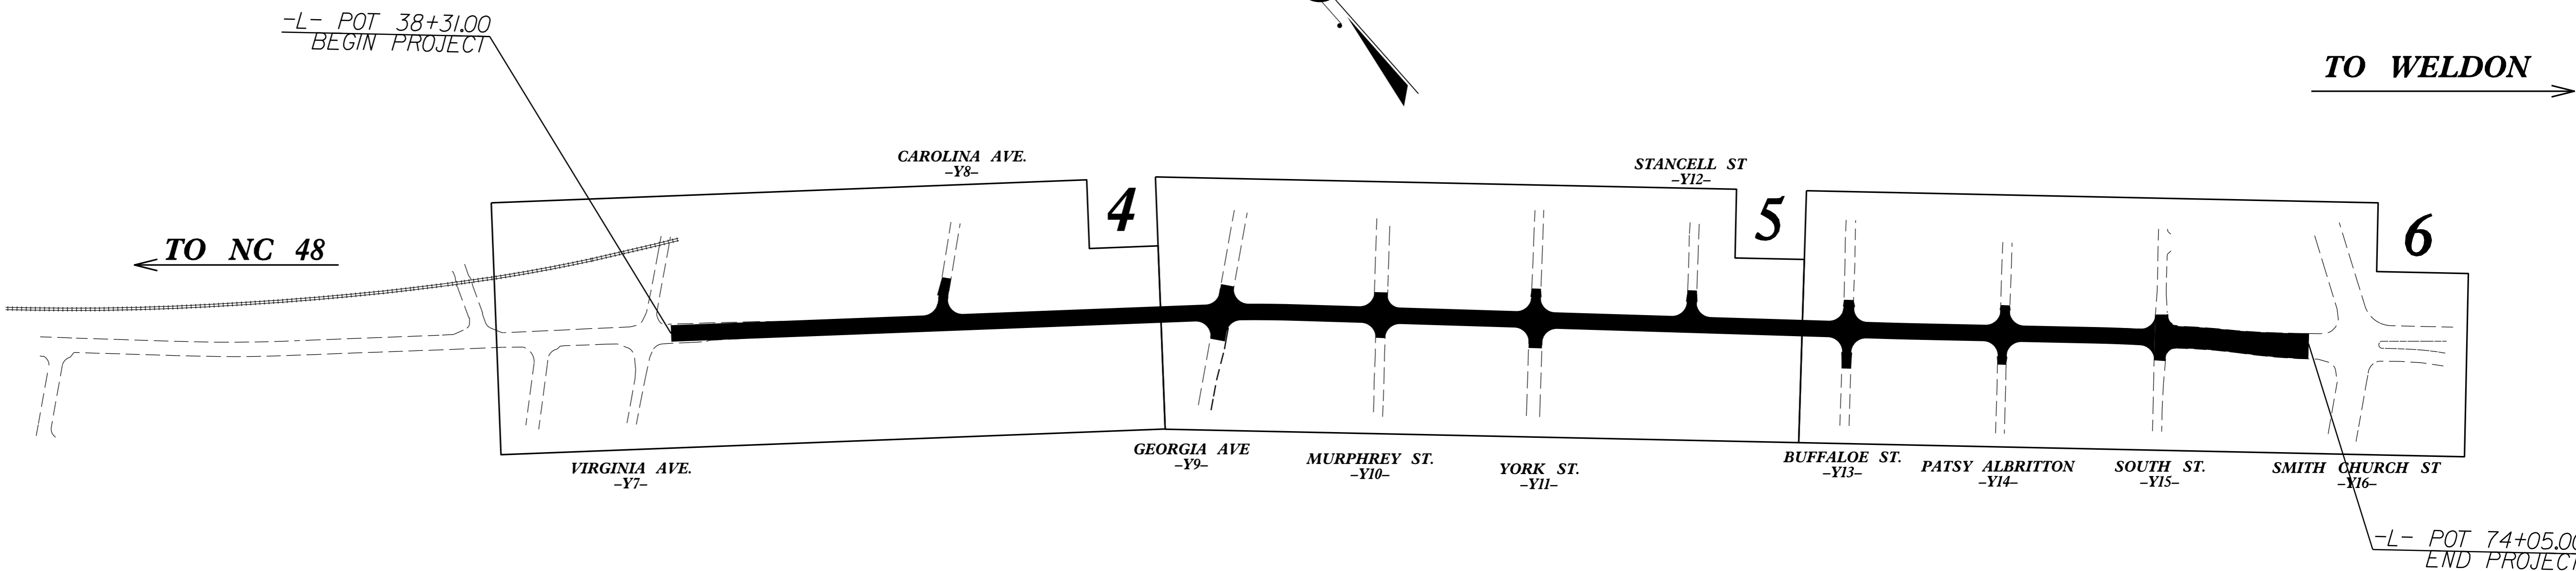 -L- POT 38+31.00
BEGIN PROJECT
TO WELDON
CAROLINA AVE.
-Y8-
STANCELL ST
-Y12-
4
5
6
TO NC 48
VIRGINIA AVE.
-Y7-
GEORGIA AVE
-Y9-
MURPHREY ST.
-Y10-
YORK ST.
-Y11-
BUFFALOE ST.
-Y13-
PATSY ALBRITTON
-Y14-
SOUTH ST.
-Y15-
SMITH CHURCH ST
-Y16-
-L- POT 74+05.00
END PROJECT